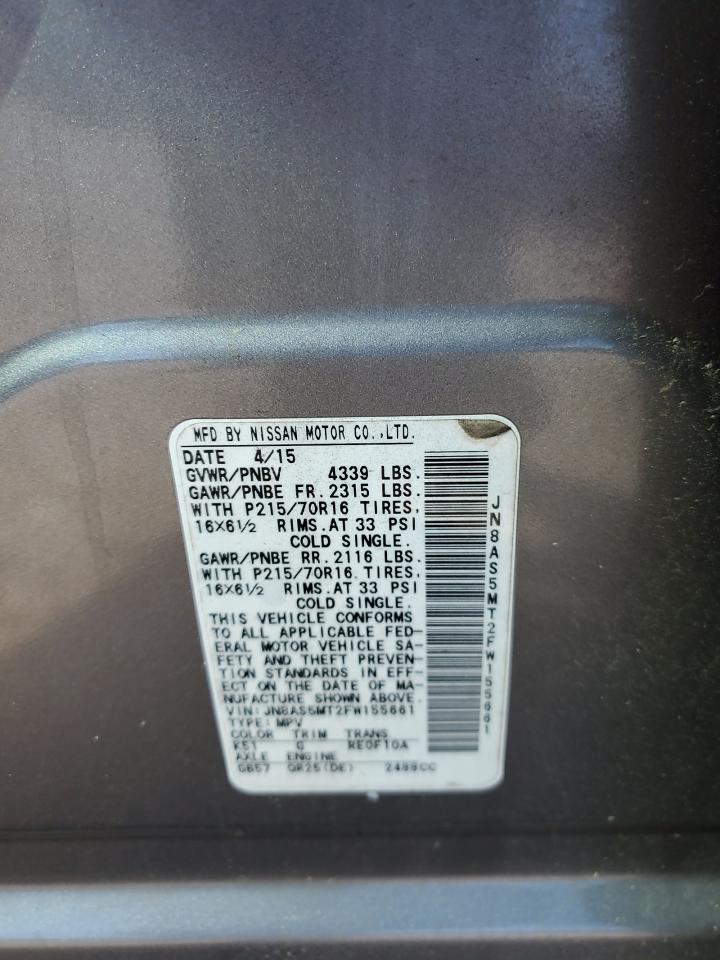 MFD BY NISSAN MOTOR CO.,LTD.
DATE 4/15
GVWR/PNBV 4339 LBS.
GAWR/PNBE FR. 2315 LBS.
WITH P215/70R16 TIRES,
16X6½ RIMS. AT 33 PSI
COLD SINGLE.
GAWR/PNBE RR. 2116 LBS.
WITH P215/70R16 TIRES,
16X6½ RIMS. AT 33 PSI
COLD SINGLE.
THIS VEHICLE CONFORMS
TO ALL APPLICABLE FED-
ERAL MOTOR VEHICLE SA-
FETY AND THEFT PREVEN-
TION STANDARDS IN EFF-
ECT ON THE DATE OF MA-
NUFACTURE SHOWN ABOVE.
VIN: JN8AS5MT2FW155661
TYPE: MPV
COLOR TRIM TRANS
K51 G RE0F10A
AXLE ENGINE
GB57 QR25(DE) 2488CC
JN8AS5MT2FW155661